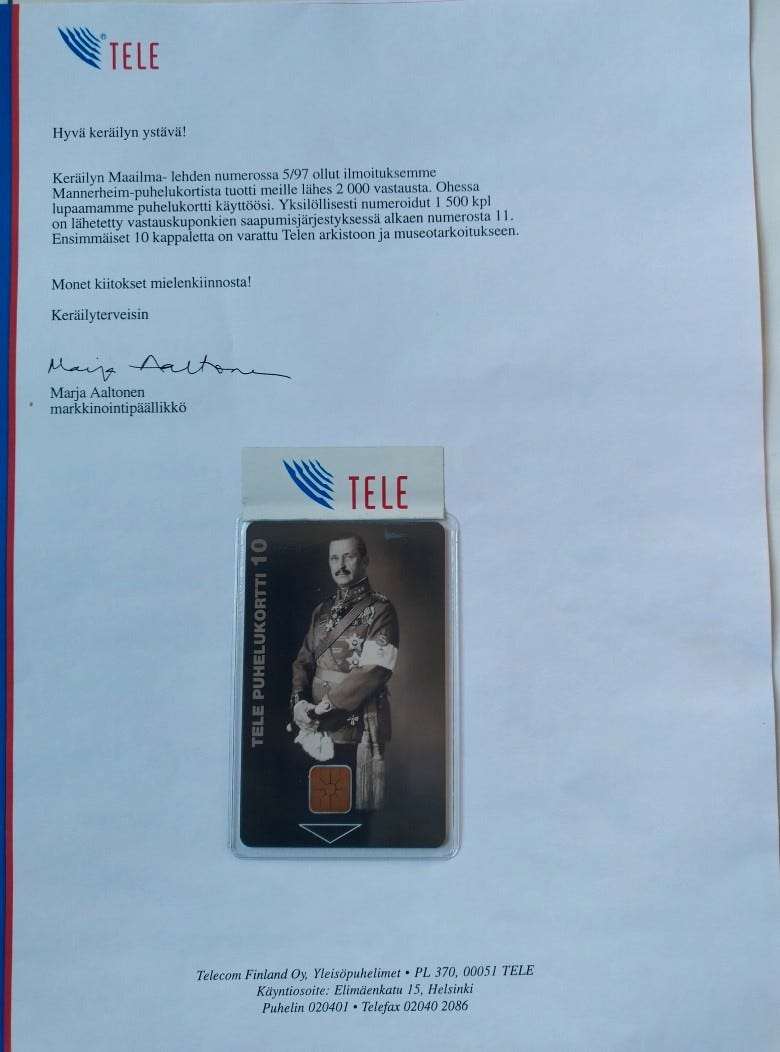 TELE
Hyvä keräilyn ystävä!
Keräilyn Maailma- lehden numerossa 5/97 ollut ilmoituksemme
Mannerheim-puhelukortista tuotti meille lähes 2 000 vastausta. Ohessa
lupaamamme puhelukortti käyttöösi. Yksilöllisesti numeroidut 1 500 kpl
on lähetetty vastauskuponkien saapumisjärjestyksessä alkaen numerosta 11.
Ensimmäiset 10 kappaletta on varattu Telen arkistoon ja museotarkoitukseen.
Monet kiitokset mielenkiinnosta!
Keräilyterveisin
Marja Aaltonen
Marja Aaltonen
markkinointipäällikkö
TELE
TELE PUHELUKORTTI 10
Telecom Finland Oy, Yleisöpuhelimet • PL 370, 00051 TELE
Käyntiosoite: Elimäenkatu 15, Helsinki
Puhelin 020401 • Telefax 02040 2086